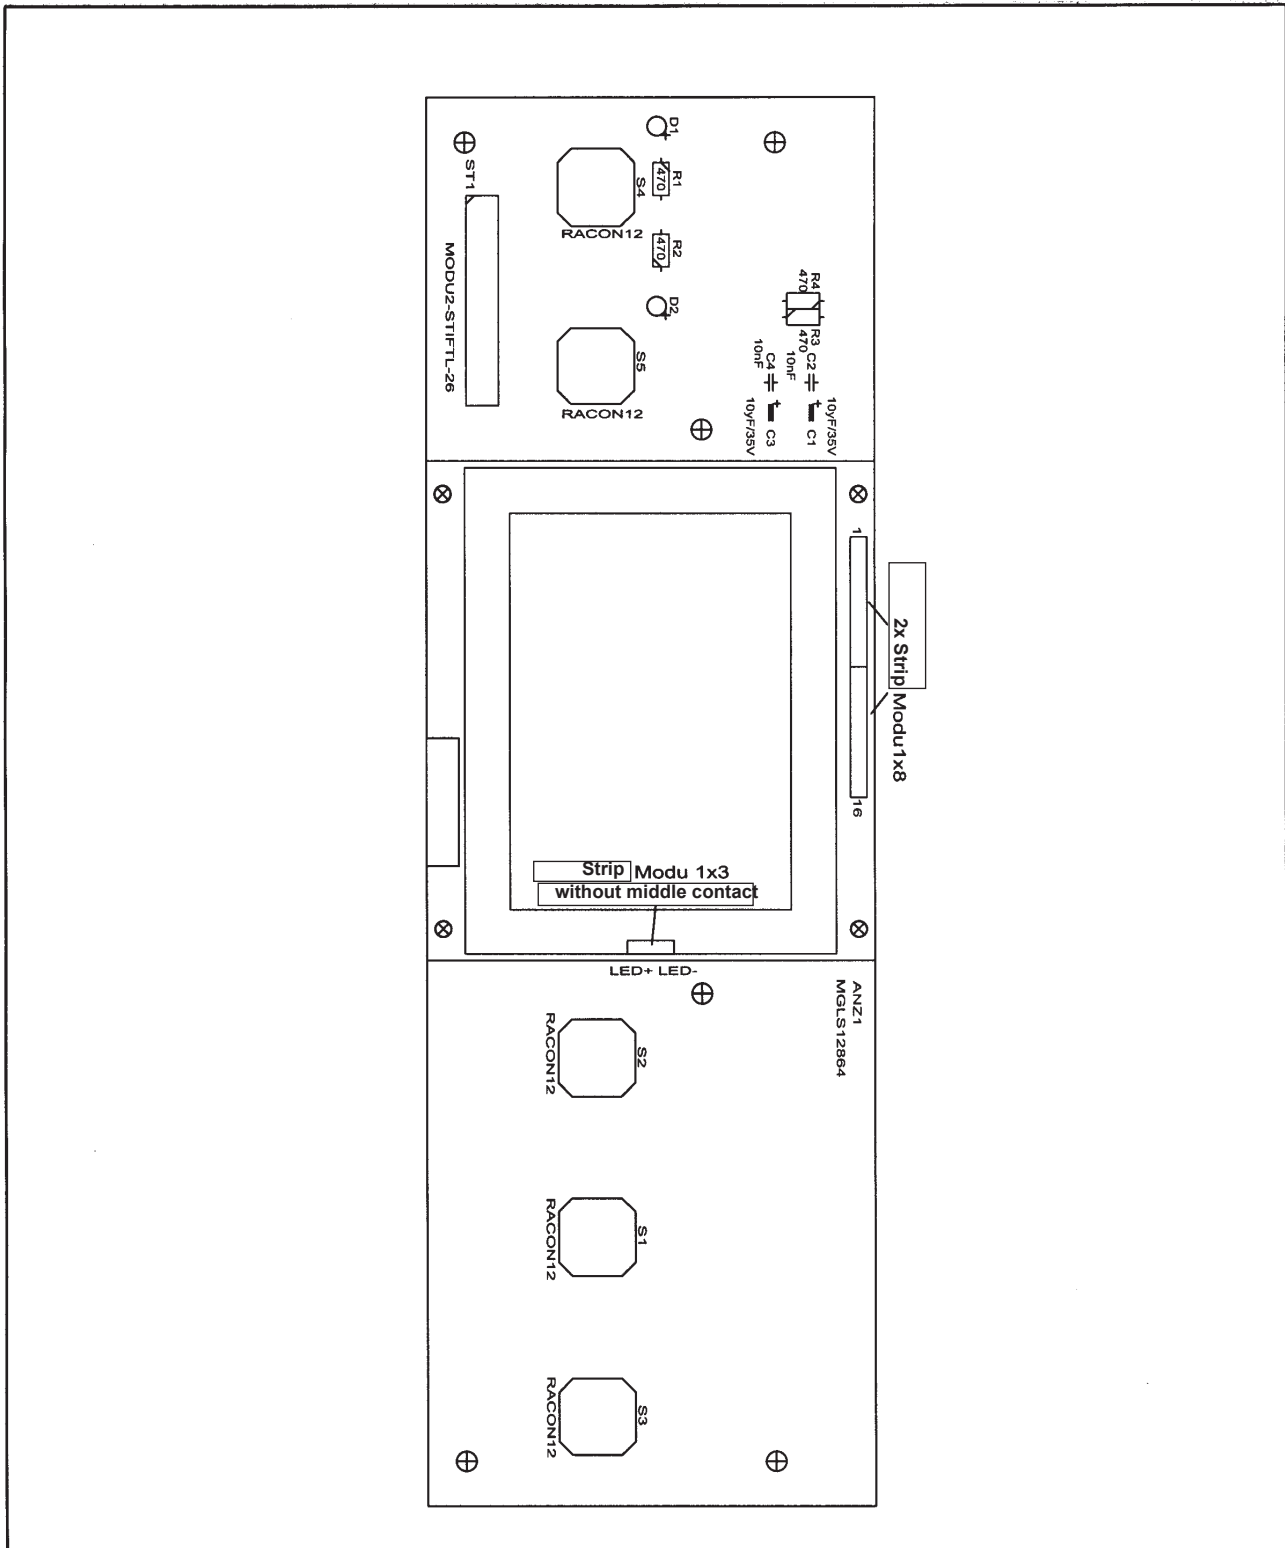 D1
R1
470
S4
RACON12
ST1
MODU2-STIFTL-26
R2
470
D2
S5
RACON12
R4
470
R3
470
C2
10nF
C4
10nF
10yF/35V
C1
10yF/35V
C3
1
2x Strip Modu1x8
16
Strip Modu 1x3
without middle contact
LED+ LED-
ANZ1
MGLS12864
S2
RACON12
S1
RACON12
S3
RACON12